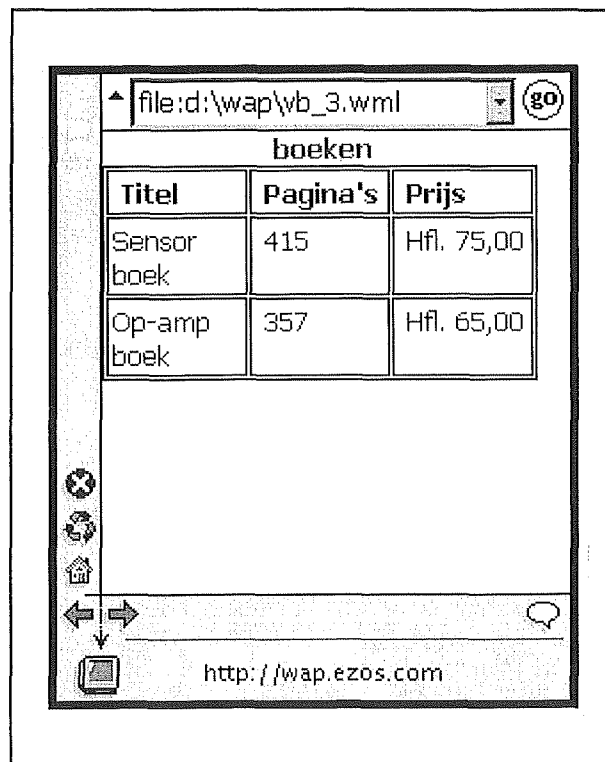 file:d:\wap\vb_3.wml go
boeken
Titel Pagina's Prijs
Sensor boek 415 Hfl. 75,00
Op-amp boek 357 Hfl. 65,00
http://wap.ezos.com